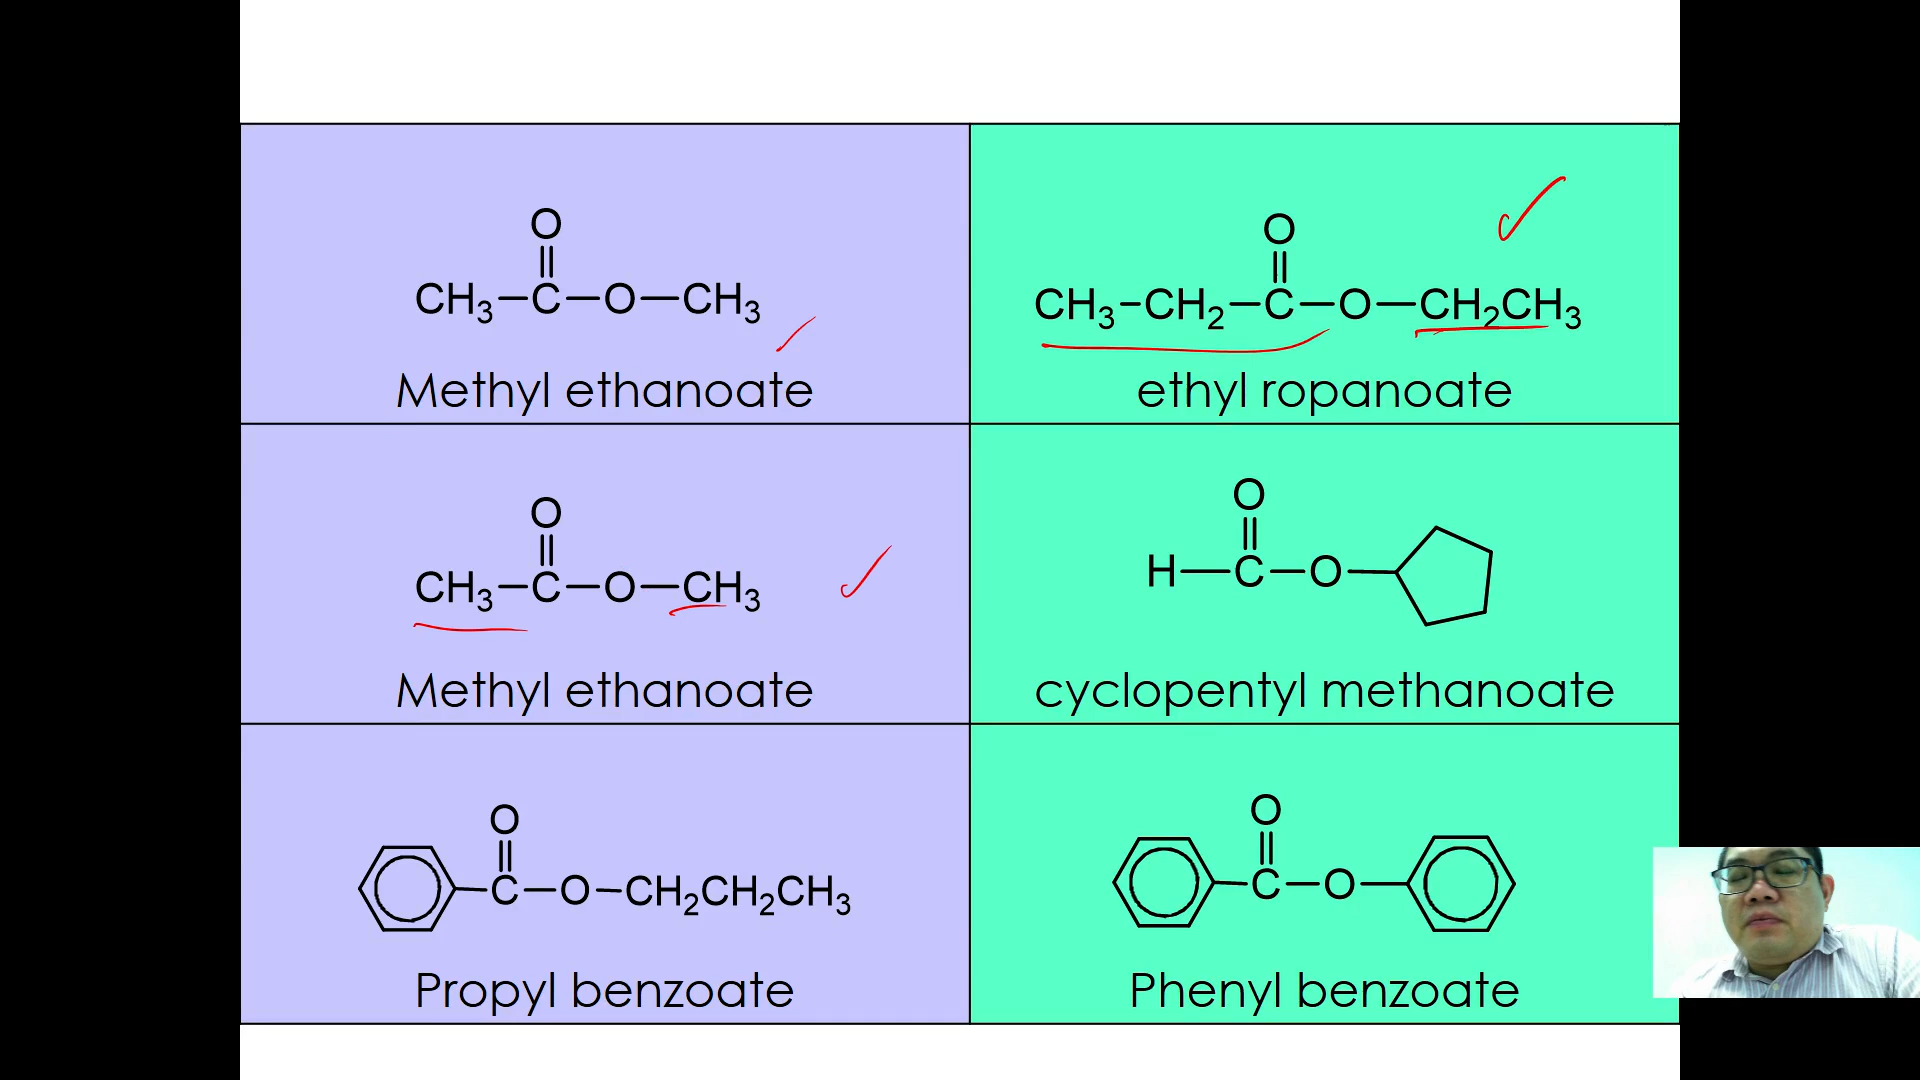 O
CH3—C—O—CH3
Methyl ethanoate
O
CH3-CH2—C—O—CH2CH3
ethyl ropanoate
O
CH3—C—O—CH3
Methyl ethanoate
O
H—C—O
cyclopentyl methanoate
O
C—O—CH2CH2CH3
Propyl benzoate
O
C—O
Phenyl benzoate